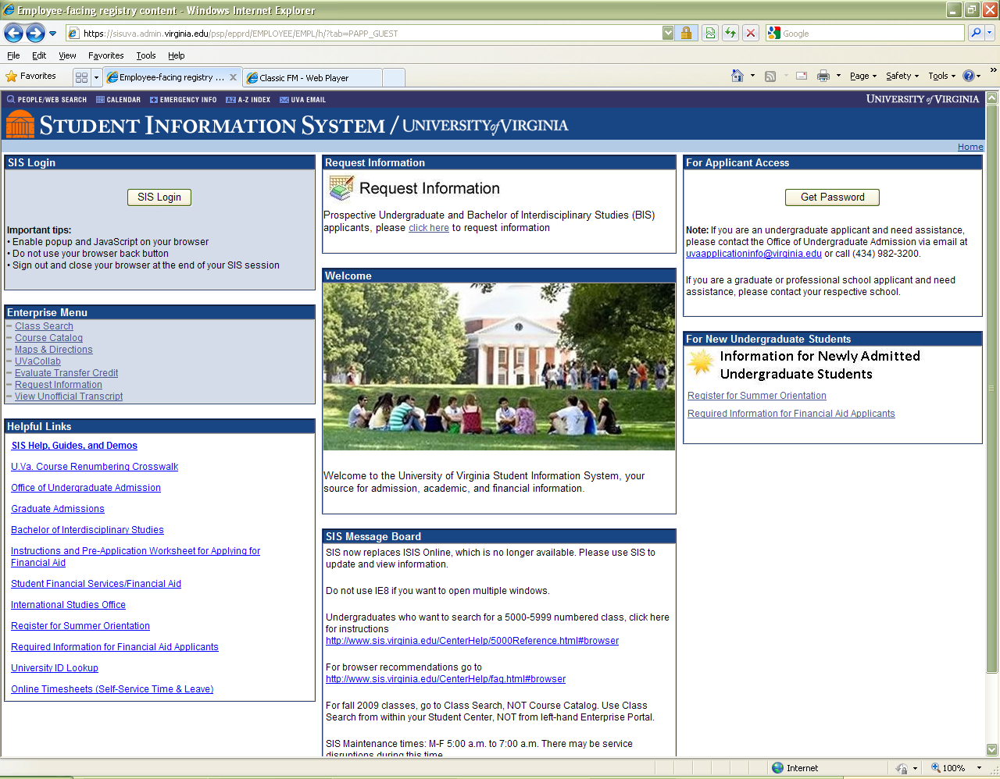 Employee-facing registry content - Windows Internet Explorer
https://sisuva.admin.virginia.edu/psp/epprd/EMPLOYEE/EMPL/h/?tab=PAPP_GUEST
Google
File Edit View Favorites Tools Help
Favorites
Employee-facing registry ...
Classic FM - Web Player
Page Safety Tools
PEOPLE/WEB SEARCH CALENDAR EMERGENCY INFO A-Z INDEX UVA EMAIL
UNIVERSITY of VIRGINIA
STUDENT INFORMATION SYSTEM / UNIVERSITY of VIRGINIA
Home
SIS Login
SIS Login
Important tips:
• Enable popup and JavaScript on your browser
• Do not use your browser back button
• Sign out and close your browser at the end of your SIS session
Enterprise Menu
Class Search
Course Catalog
Maps & Directions
UVaCollab
Evaluate Transfer Credit
Request Information
View Unofficial Transcript
Helpful Links
SIS Help, Guides, and Demos
U.Va. Course Renumbering Crosswalk
Office of Undergraduate Admission
Graduate Admissions
Bachelor of Interdisciplinary Studies
Instructions and Pre-Application Worksheet for Applying for
Financial Aid
Student Financial Services/Financial Aid
International Studies Office
Register for Summer Orientation
Required Information for Financial Aid Applicants
University ID Lookup
Online Timesheets (Self-Service Time & Leave)
Request Information
Request Information
Prospective Undergraduate and Bachelor of Interdisciplinary Studies (BIS)
applicants, please click here to request information
Welcome
Welcome to the University of Virginia Student Information System, your
source for admission, academic, and financial information.
SIS Message Board
SIS now replaces ISIS Online, which is no longer available. Please use SIS to
update and view information.
Do not use IE8 if you want to open multiple windows.
Undergraduates who want to search for a 5000-5999 numbered class, click here
for instructions
http://www.sis.virginia.edu/CenterHelp/5000Reference.html#browser
For browser recommendations go to
http://www.sis.virginia.edu/CenterHelp/faq.html#browser
For fall 2009 classes, go to Class Search, NOT Course Catalog. Use Class
Search from within your Student Center, NOT from left-hand Enterprise Portal.
SIS Maintenance times: M-F 5:00 a.m. to 7:00 a.m. There may be service
disruptions during this time
For Applicant Access
Get Password
Note: If you are an undergraduate applicant and need assistance,
please contact the Office of Undergraduate Admission via email at
uvaapplicationinfo@virginia.edu or call (434) 982-3200.
If you are a graduate or professional school applicant and need
assistance, please contact your respective school.
For New Undergraduate Students
Information for Newly Admitted
Undergraduate Students
Register for Summer Orientation
Required Information for Financial Aid Applicants
Internet
100%